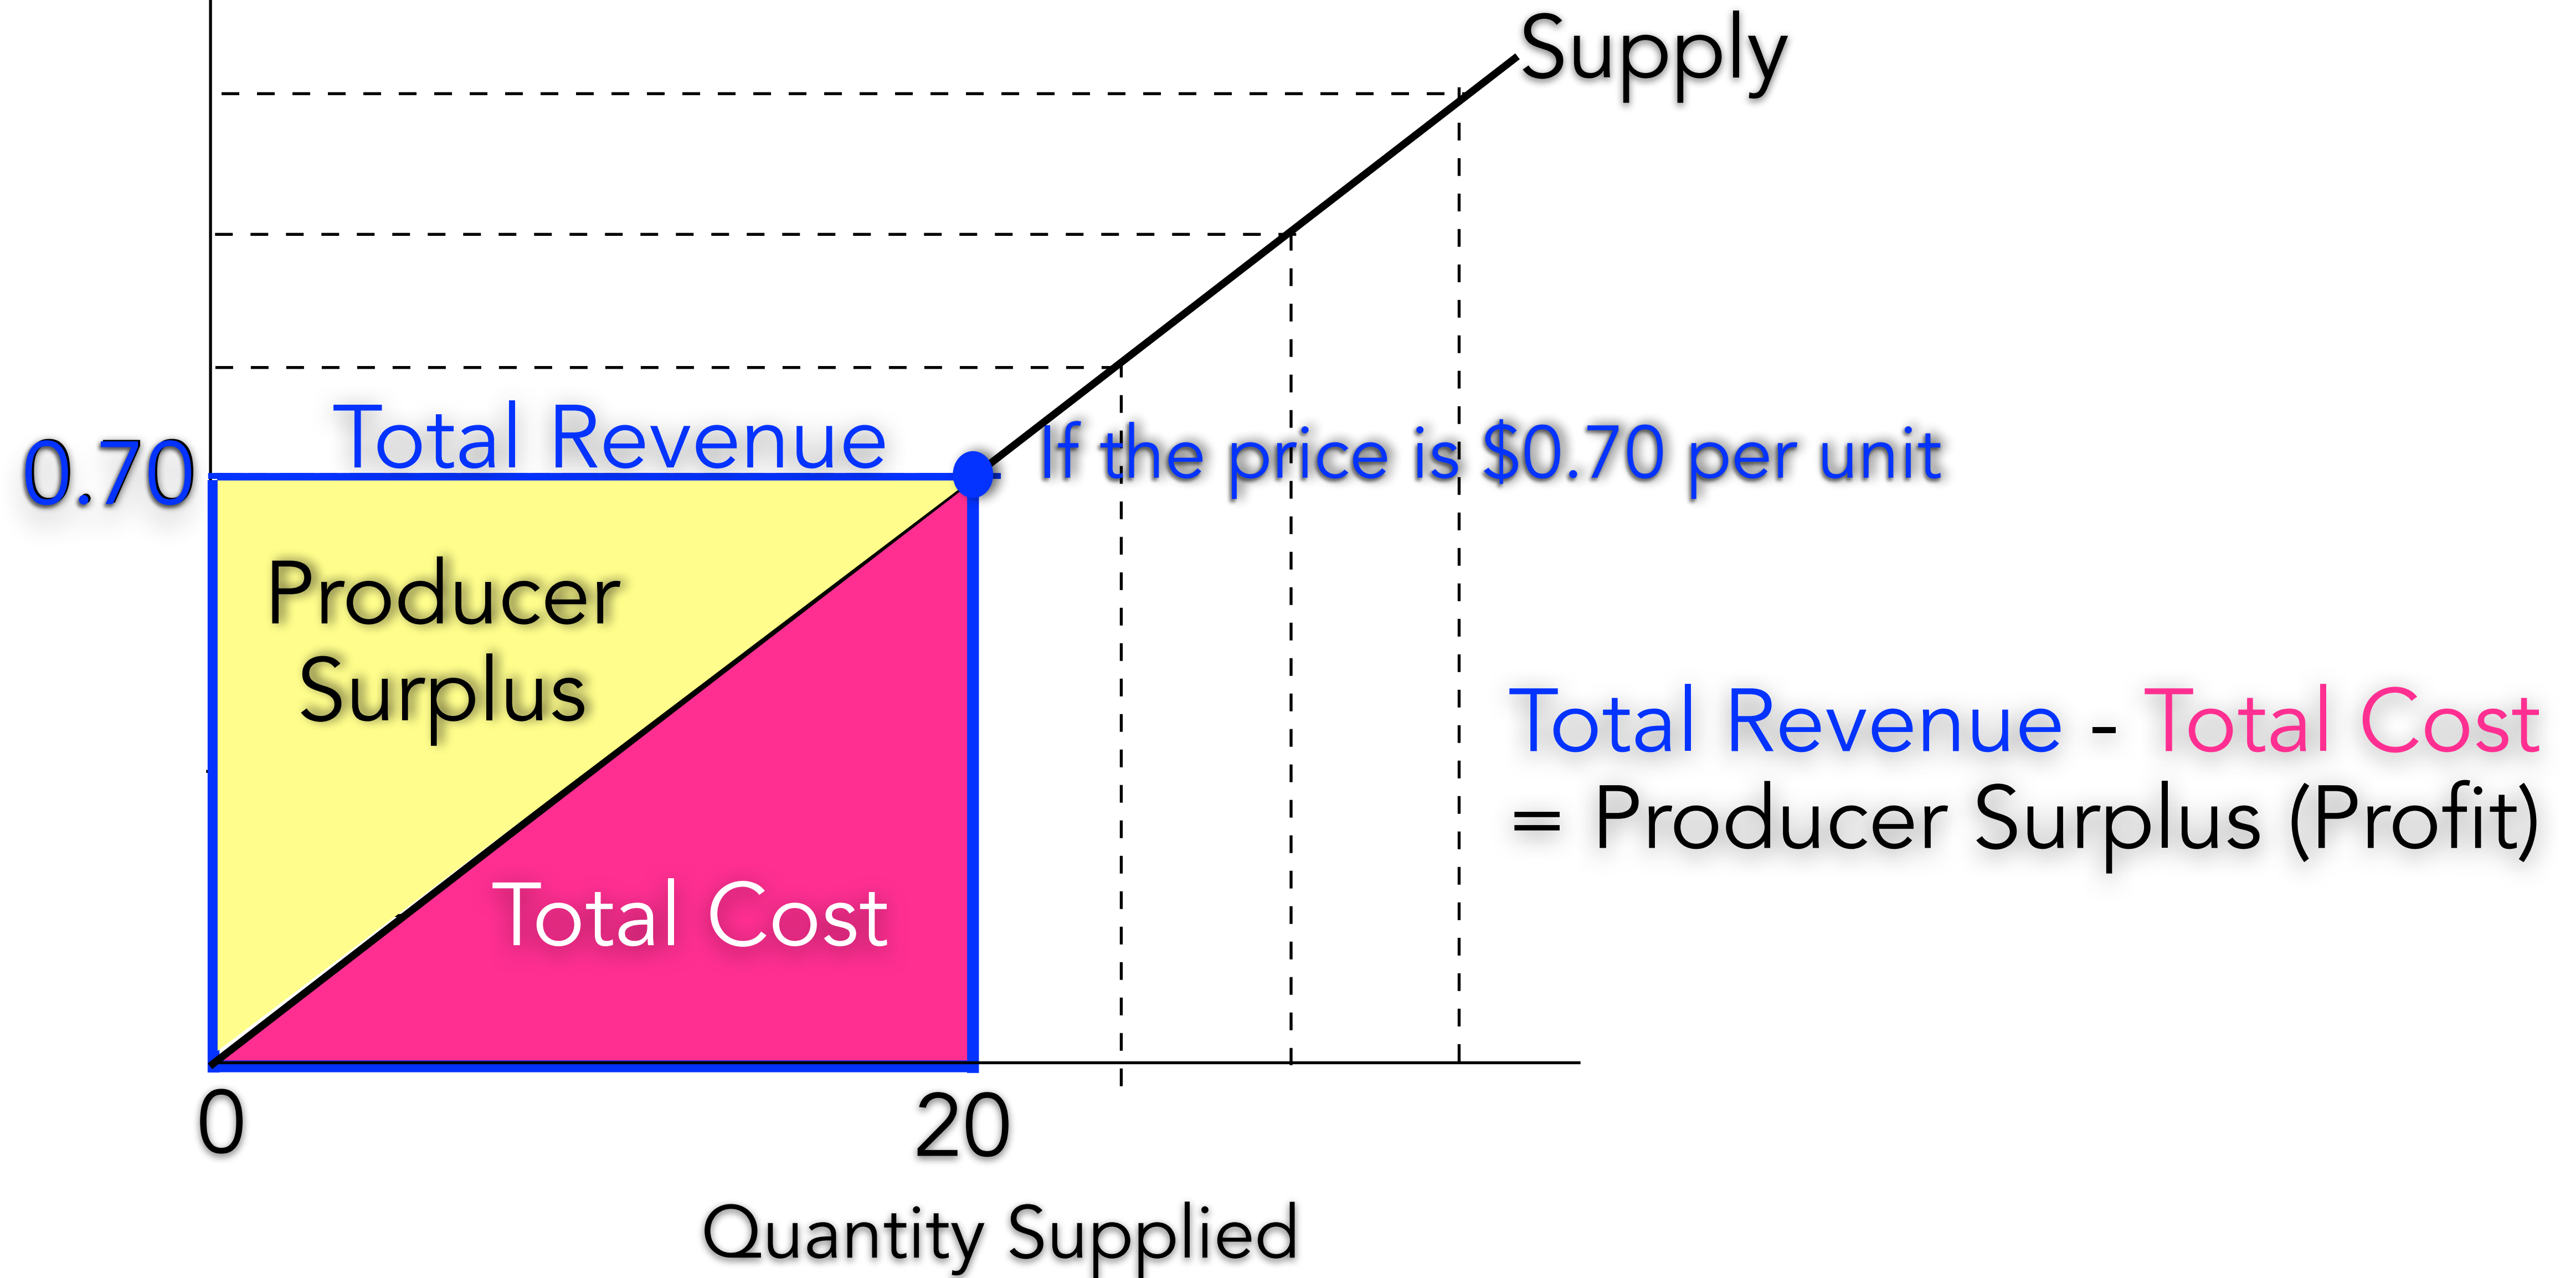 Supply
Total Revenue
0.70
If the price is $0.70 per unit
Producer
Surplus
Total Revenue - Total Cost
= Producer Surplus (Profit)
Total Cost
0
20
Quantity Supplied